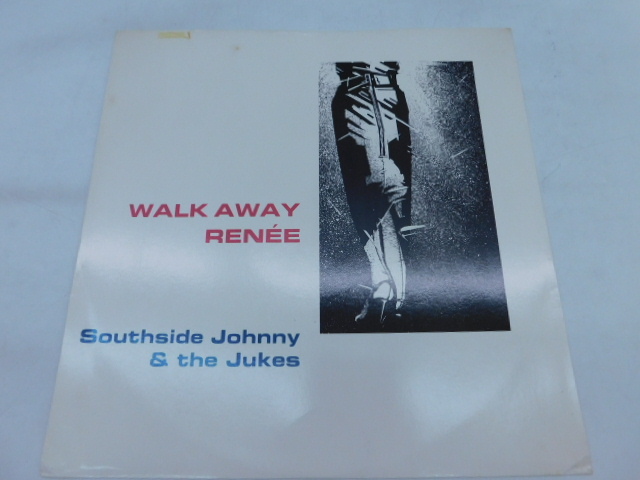 WALK AWAY
RENÉE
Southside Johnny
& the Jukes